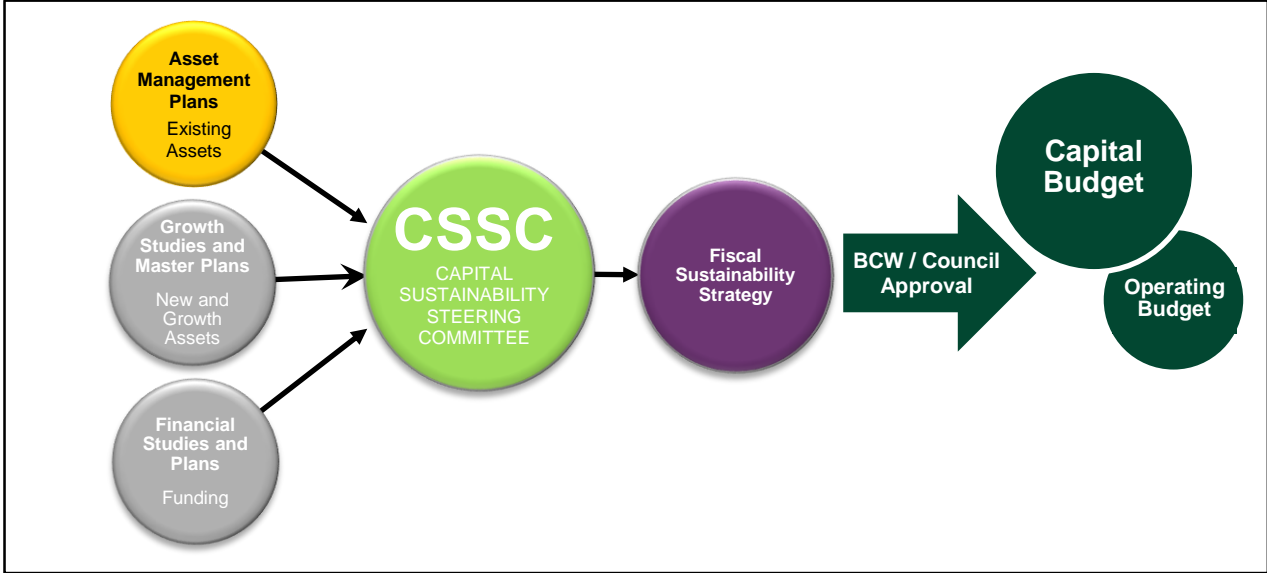 Asset
Management
Plans
Existing
Assets
Growth
Studies and
Master Plans
New and
Growth
Assets
Financial
Studies and
Plans
Funding
CSSC
CAPITAL
SUSTAINABILITY
STEERING
COMMITTEE
Fiscal
Sustainability
Strategy
BCW / Council
Approval
Capital
Budget
Operating
Budget